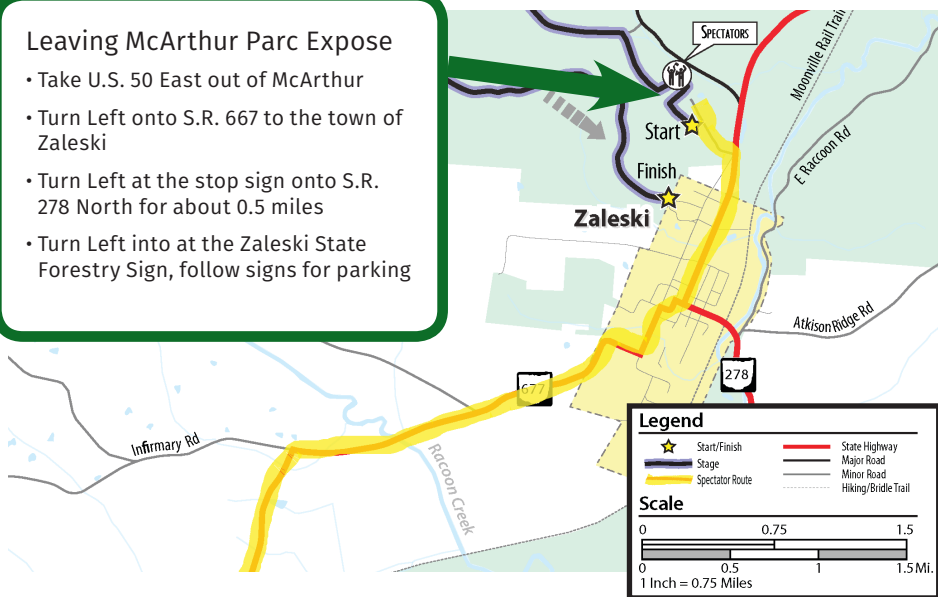 Leaving McArthur Parc Expose
• Take U.S. 50 East out of McArthur
• Turn Left onto S.R. 667 to the town of
Zaleski
• Turn Left at the stop sign onto S.R.
278 North for about 0.5 miles
• Turn Left into at the Zaleski State
Forestry Sign, follow signs for parking
SPECTATORS
Start
Finish
Zaleski
Moonville Rail Trail
E Raccoon Rd
Atkison Ridge Rd
278
677
Infirmary Rd
Racoon Creek
Legend
Start/Finish
Stage
Spectator Route
State Highway
Major Road
Minor Road
Hiking/Bridle Trail
Scale
0 0.75 1.5
0 0.5 1 1.5 Mi.
1 Inch = 0.75 Miles